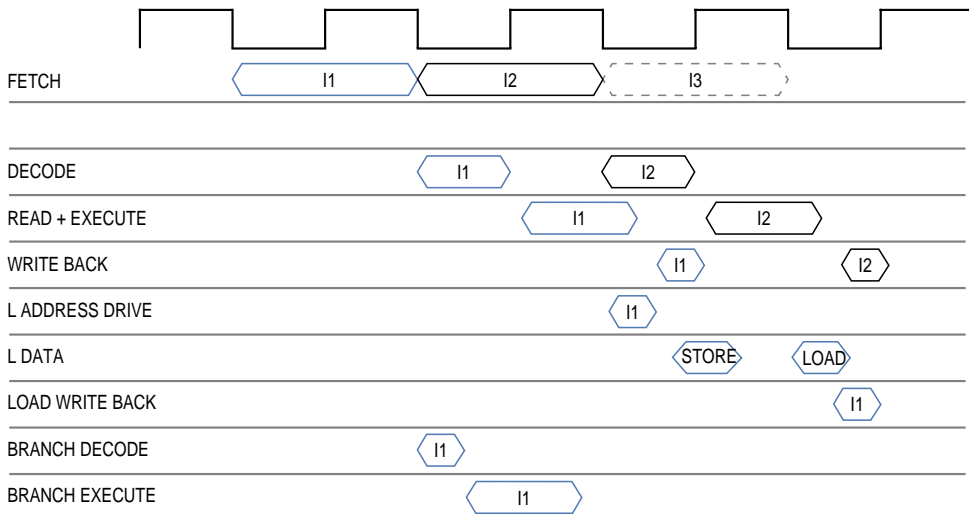 FETCH I1 I2 I3
DECODE I1 I2
READ + EXECUTE I1 I2
WRITE BACK I1 I2
L ADDRESS DRIVE I1
L DATA STORE LOAD
LOAD WRITE BACK I1
BRANCH DECODE I1
BRANCH EXECUTE I1